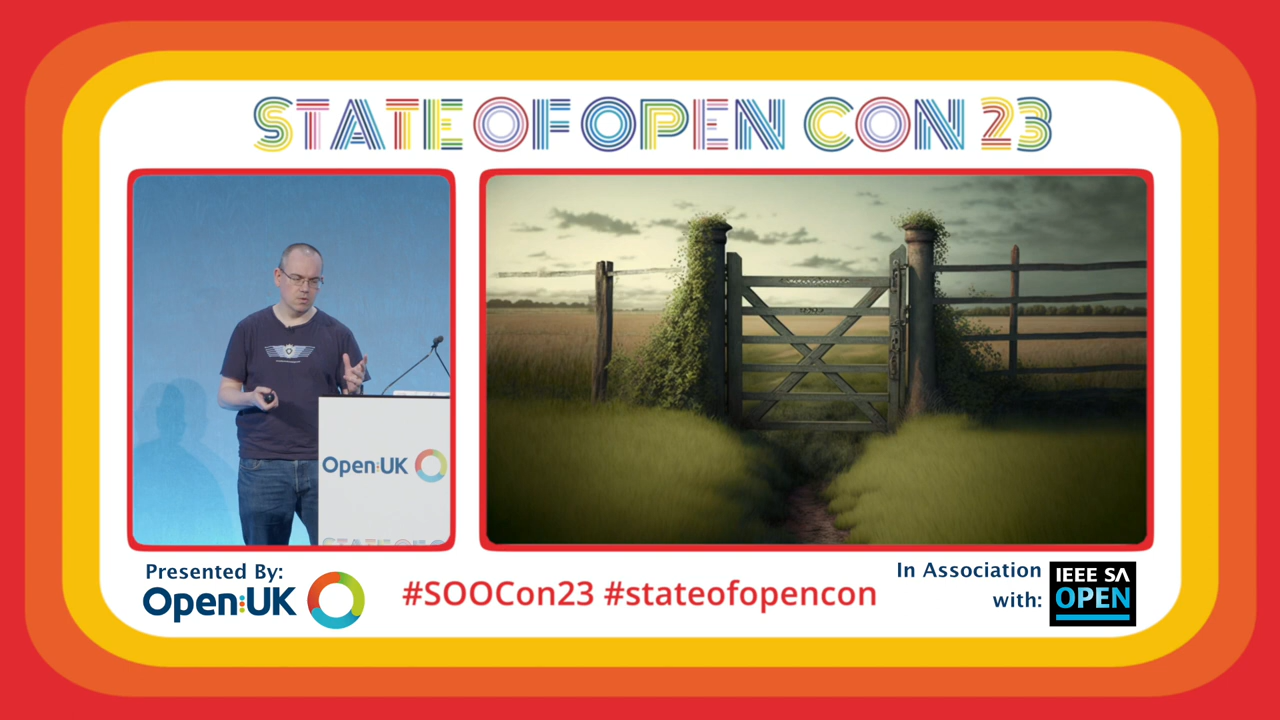 STATE OF OPEN CON 23
Open:UK
Presented By:
Open:UK
#SOOCon23 #stateofopencon
In Association
with:
IEEE SA
OPEN